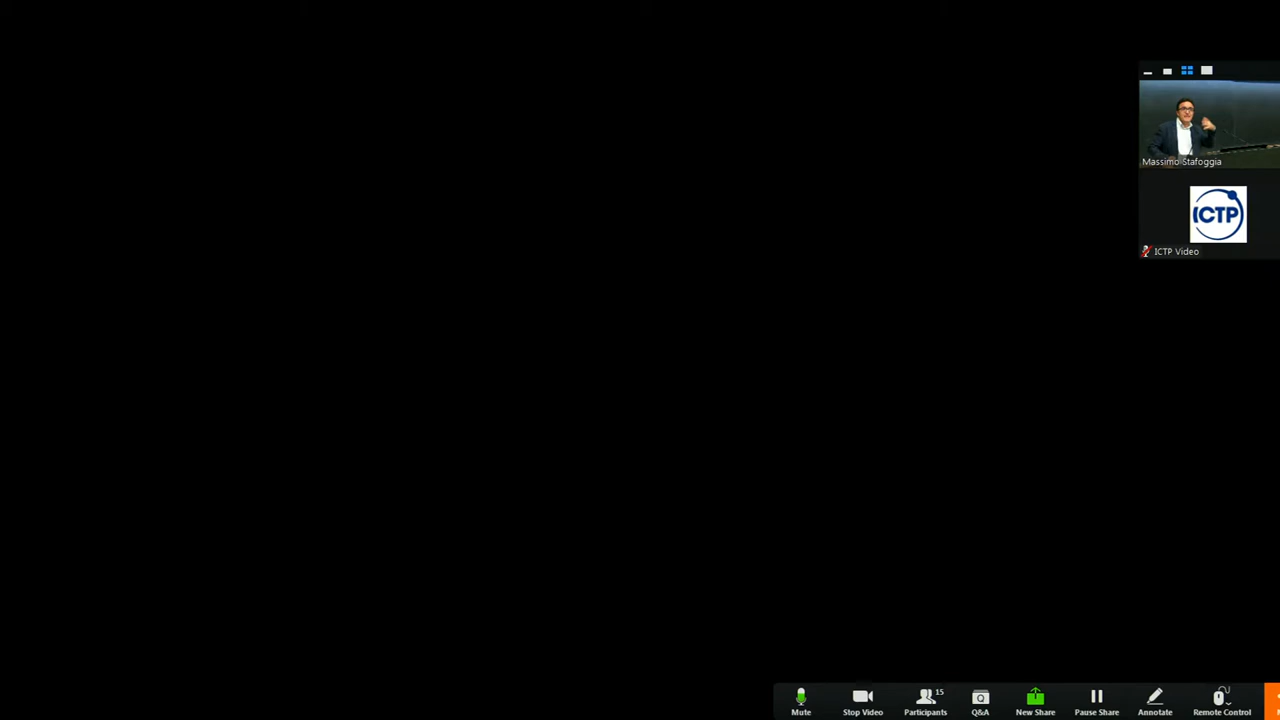 Massimo Stafoggia
ICTP
ICTP Video
15
Mute
Stop Video
Participants
Q
Q&A
New Share
Pause Share
Annotate
Remote Control